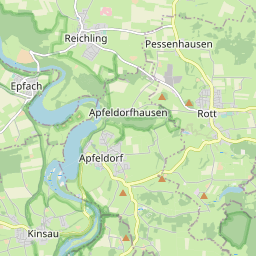 Reichling
Pessenhausen
Epfach
Apfeldorfhausen
Rott
Apfeldorf
Kinsau